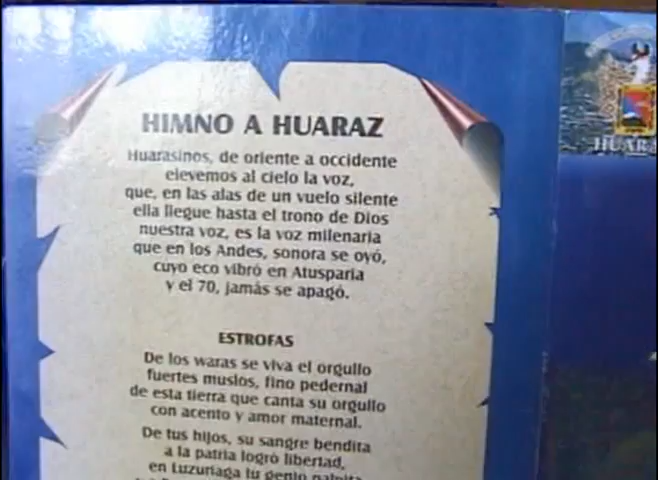 HIMNO A HUARAZ
Huarasinos, de oriente a occidente
elevemos al cielo la voz,
que, en las alas de un vuelo silente
ella llegue hasta el trono de Dios
nuestra voz, es la voz milenaria
que en los Andes, sonora se oyó,
cuyo eco vibró en Atusparia
y el 70, jamás se apagó.
ESTROFAS
De los waras se viva el orgullo
fuertes muslos, fino pedernal
de esta tierra que canta su orgullo
con acento y amor maternal.
De tus hijos, su sangre bendita
a la patria logró libertad,
en Luzuriaga tu genio palpita
HUARA